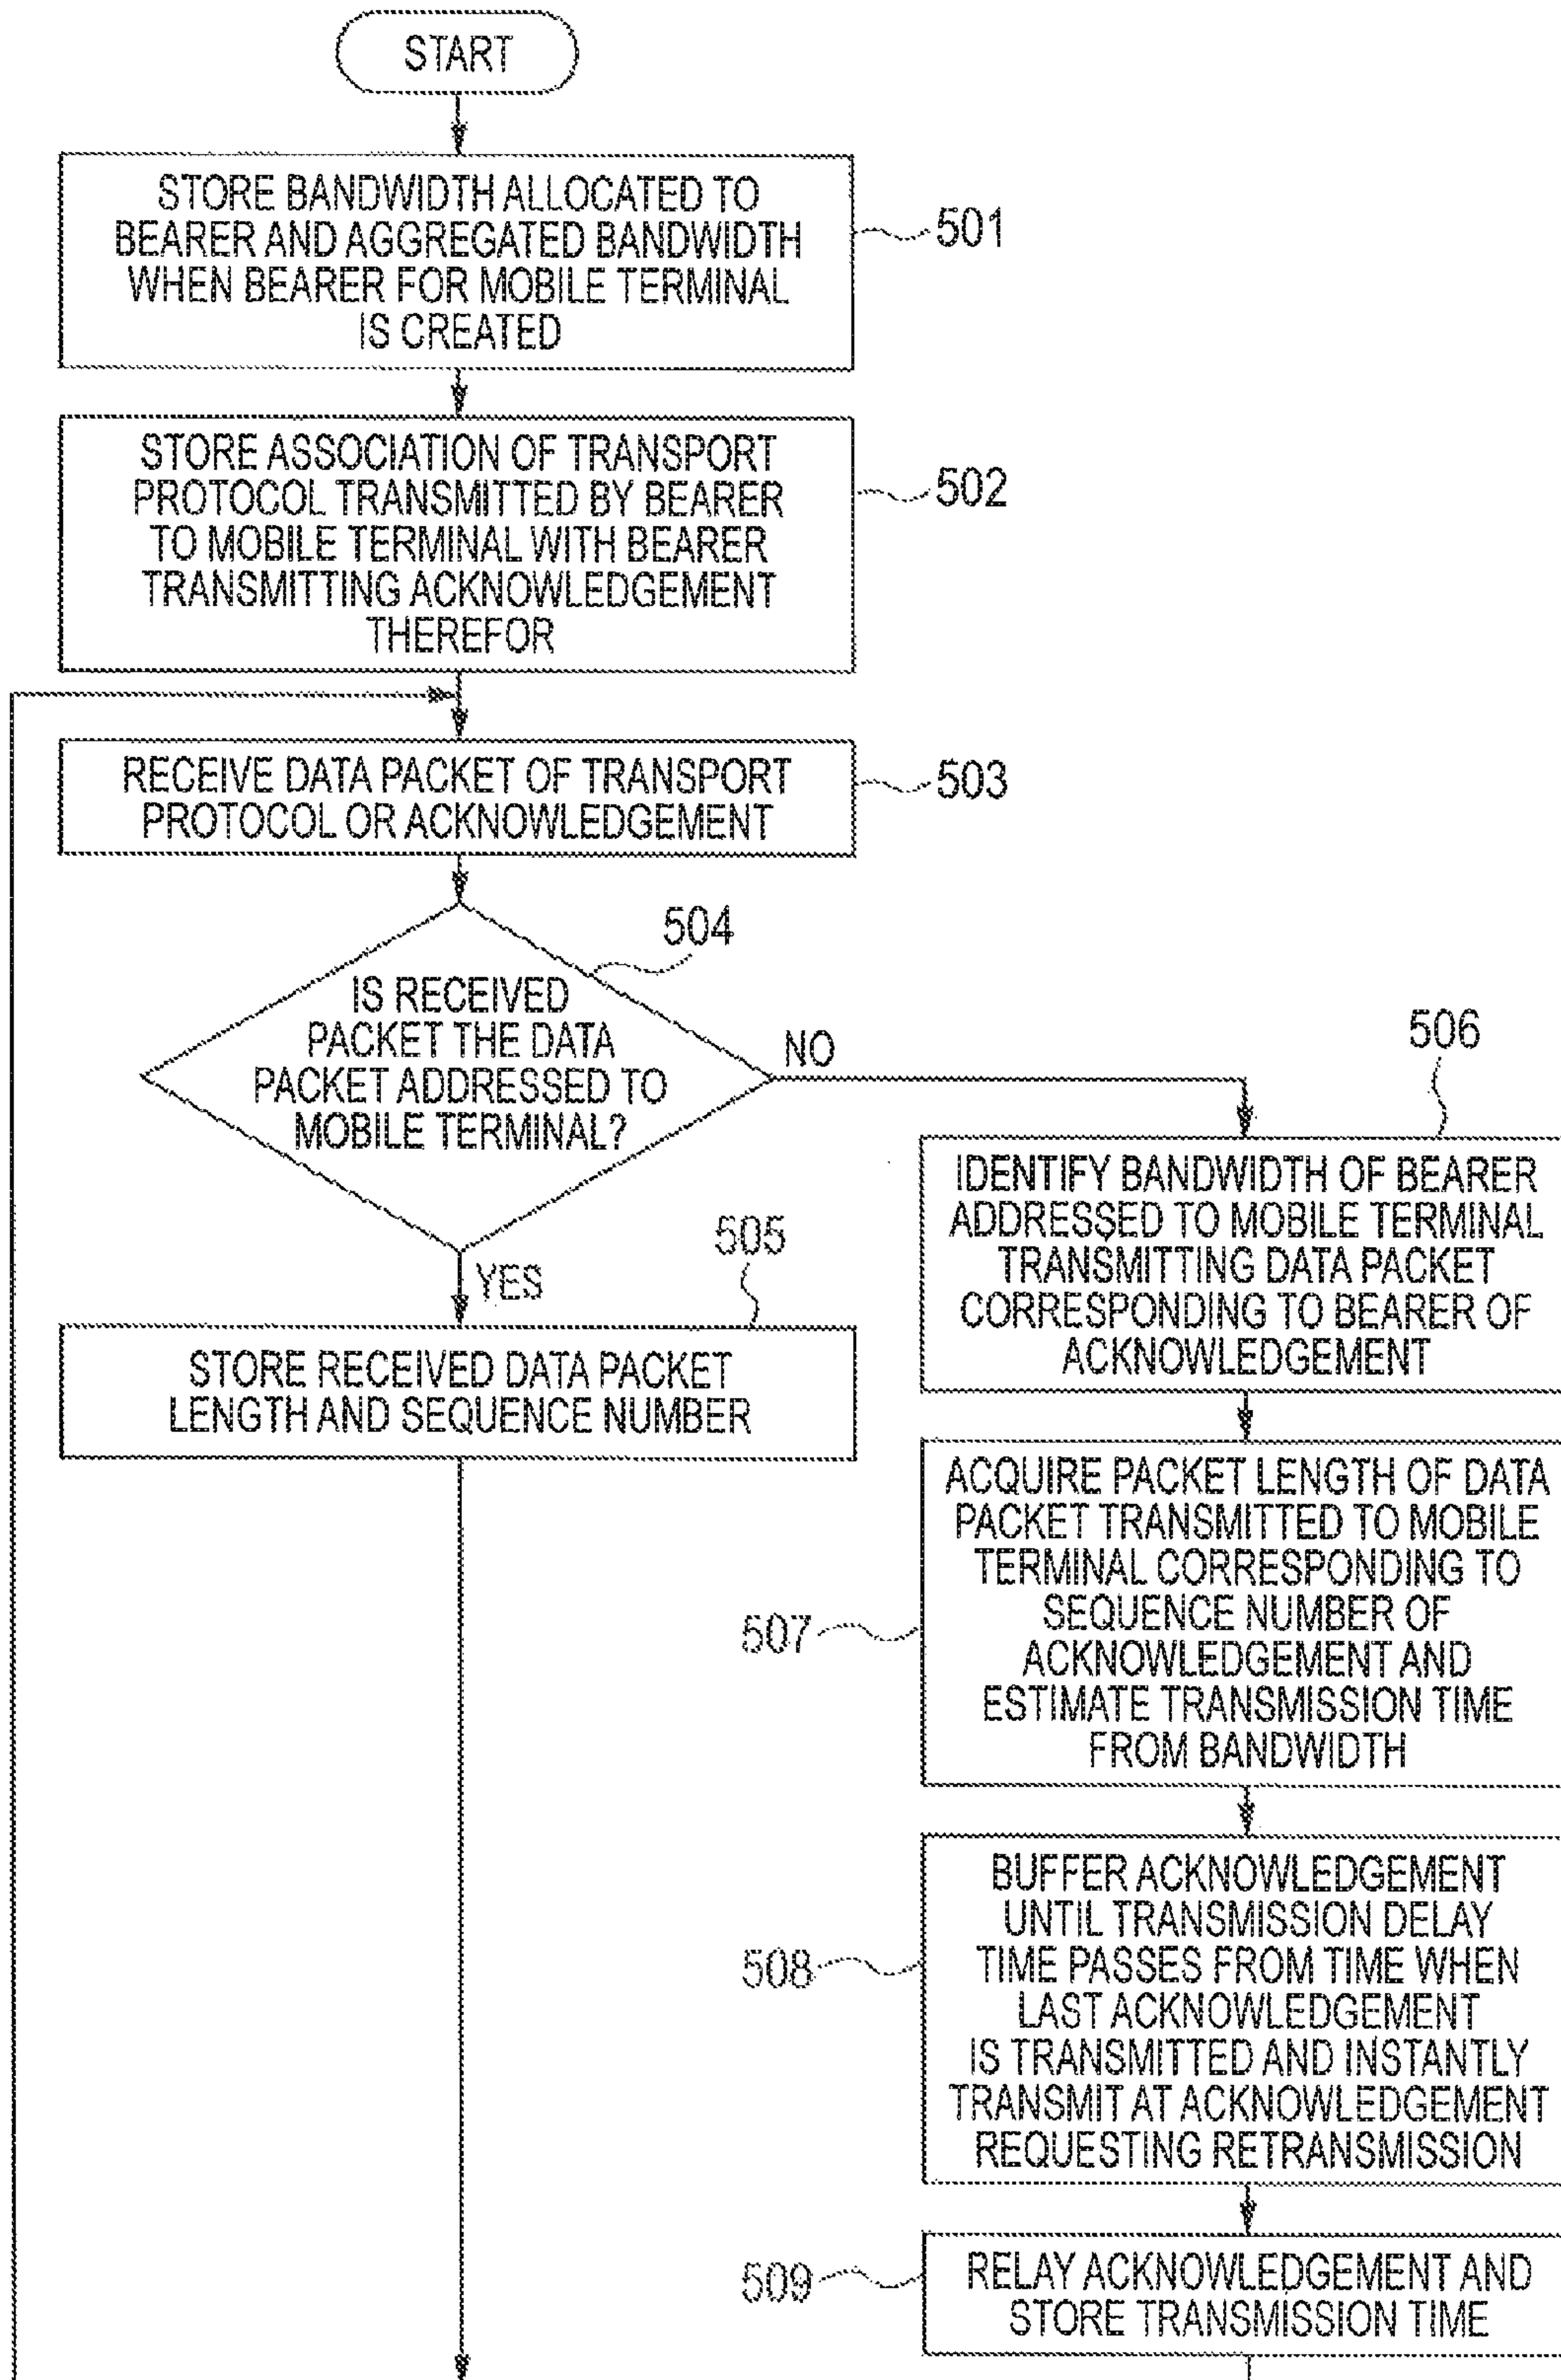 START
STORE BANDWIDTH ALLOCATED TO
BEARER AND AGGREGATED BANDWIDTH
WHEN BEARER FOR MOBILE TERMINAL
IS CREATED
501
STORE ASSOCIATION OF TRANSPORT
PROTOCOL TRANSMITTED BY BEARER
TO MOBILE TERMINAL WITH BEARER
TRANSMITTING ACKNOWLEDGEMENT
THEREFOR
502
RECEIVE DATA PACKET OF TRANSPORT
PROTOCOL OR ACKNOWLEDGEMENT
503
504
IS RECEIVED
PACKET THE DATA
PACKET ADDRESSED TO
MOBILE TERMINAL?
NO
YES
505
STORE RECEIVED DATA PACKET
LENGTH AND SEQUENCE NUMBER
506
IDENTIFY BANDWIDTH OF BEARER
ADDRESSED TO MOBILE TERMINAL
TRANSMITTING DATA PACKET
CORRESPONDING TO BEARER OF
ACKNOWLEDGEMENT
507
ACQUIRE PACKET LENGTH OF DATA
PACKET TRANSMITTED TO MOBILE
TERMINAL CORRESPONDING TO
SEQUENCE NUMBER OF
ACKNOWLEDGEMENT AND
ESTIMATE TRANSMISSION TIME
FROM BANDWIDTH
508
BUFFER ACKNOWLEDGEMENT
UNTIL TRANSMISSION DELAY
TIME PASSES FROM TIME WHEN
LAST ACKNOWLEDGEMENT
IS TRANSMITTED AND INSTANTLY
TRANSMIT AT ACKNOWLEDGEMENT
REQUESTING RETRANSMISSION
509
RELAY ACKNOWLEDGEMENT AND
STORE TRANSMISSION TIME